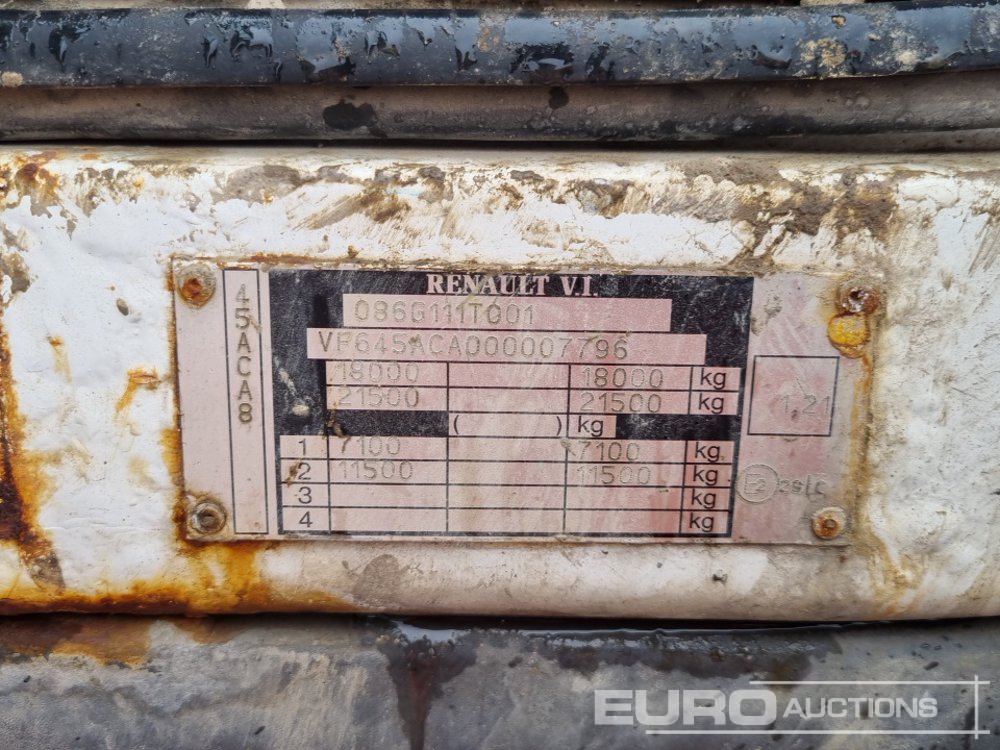 45ACA8
RENAULT V.I.
086G111T001
VF645ACA000007796
18000 18000 kg
21500 21500 kg
( ) kg
1 7100 7100 kg
2 11500 11500 kg
3 kg
4 kg
1,21
E2
EURO AUCTIONS